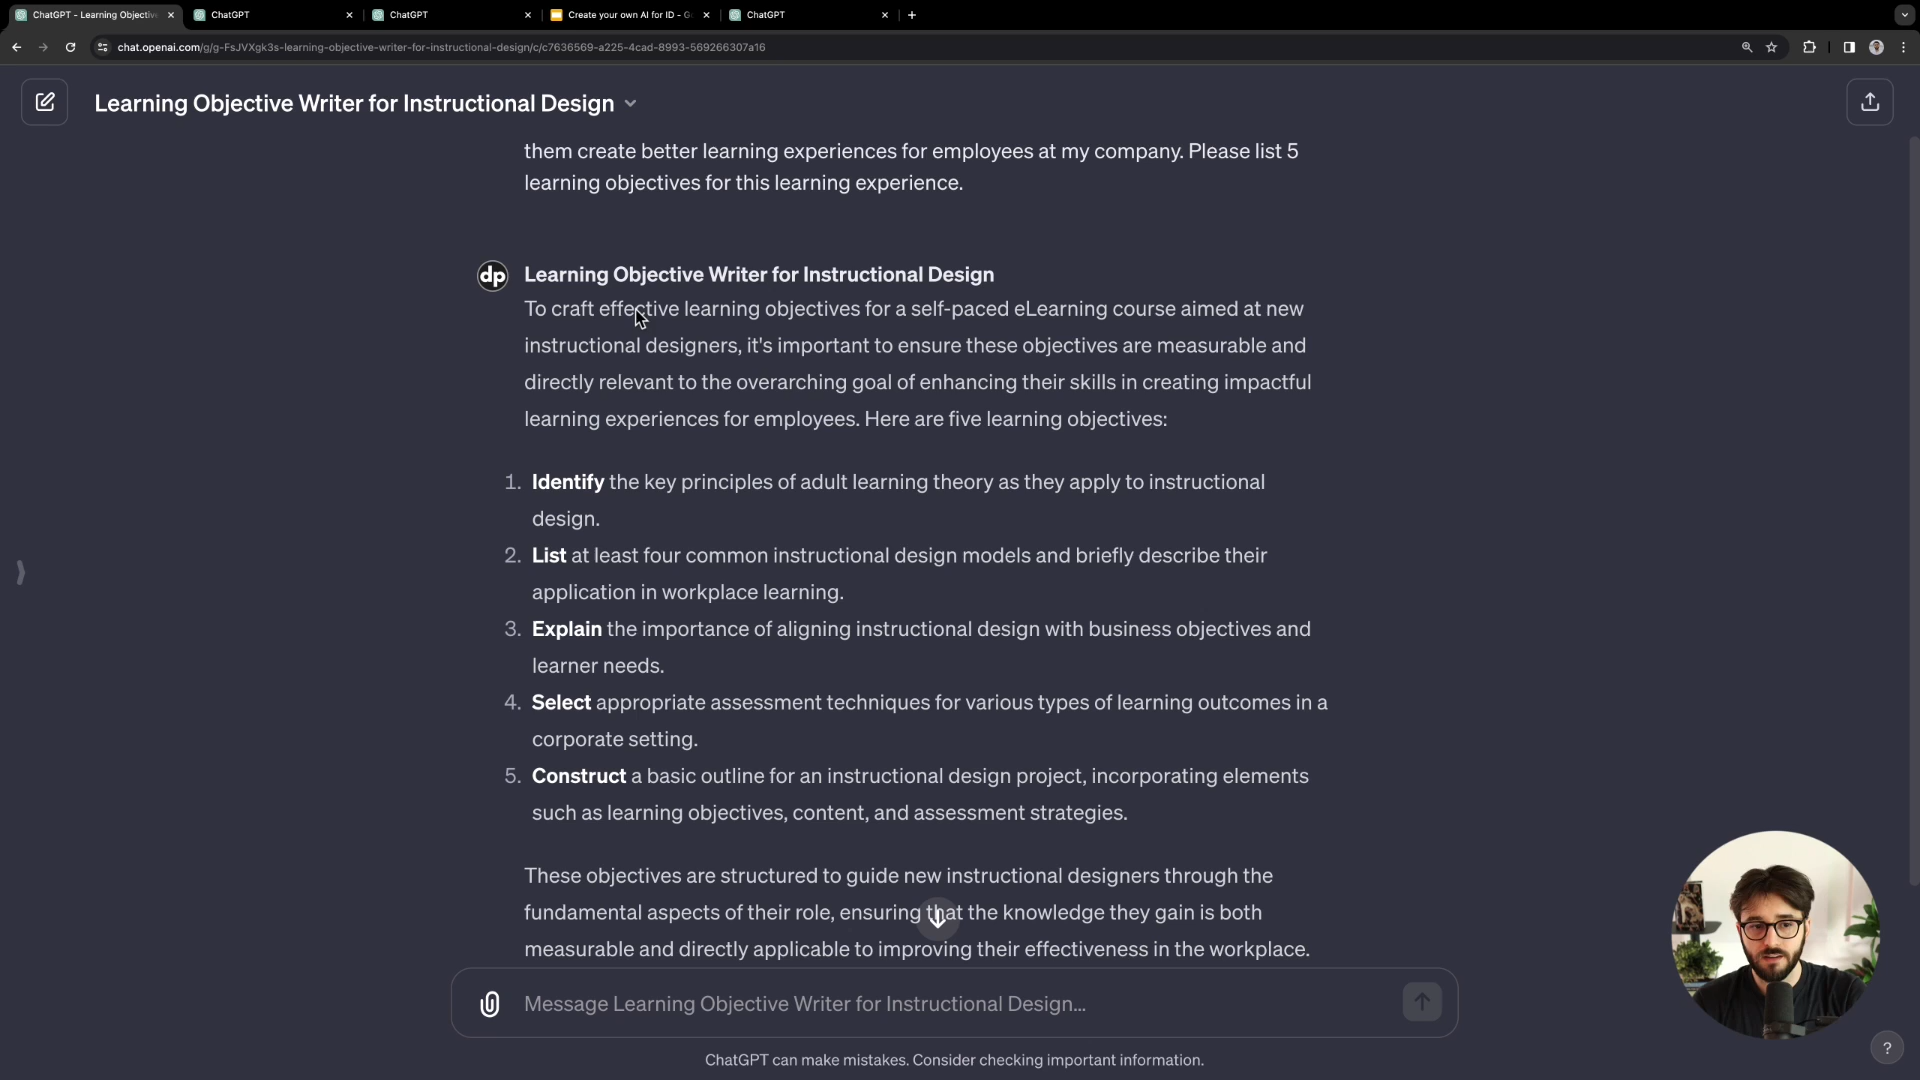 ChatGPT - Learning Objective
ChatGPT
ChatGPT
Create your own AI for ID - G
ChatGPT
chat.openai.com/g/g-FsJVXgk3s-learning-objective-writer-for-instructional-design/c/c7636569-a225-4cad-8993-569266307a16
Learning Objective Writer for Instructional Design
them create better learning experiences for employees at my company. Please list 5
learning objectives for this learning experience.
dp
Learning Objective Writer for Instructional Design
To craft effective learning objectives for a self-paced eLearning course aimed at new
instructional designers, it's important to ensure these objectives are measurable and
directly relevant to the overarching goal of enhancing their skills in creating impactful
learning experiences for employees. Here are five learning objectives:
1. Identify the key principles of adult learning theory as they apply to instructional
design.
2. List at least four common instructional design models and briefly describe their
application in workplace learning.
3. Explain the importance of aligning instructional design with business objectives and
learner needs.
4. Select appropriate assessment techniques for various types of learning outcomes in a
corporate setting.
5. Construct a basic outline for an instructional design project, incorporating elements
such as learning objectives, content, and assessment strategies.
These objectives are structured to guide new instructional designers through the
fundamental aspects of their role, ensuring that the knowledge they gain is both
measurable and directly applicable to improving their effectiveness in the workplace.
Message Learning Objective Writer for Instructional Design...
ChatGPT can make mistakes. Consider checking important information.
?